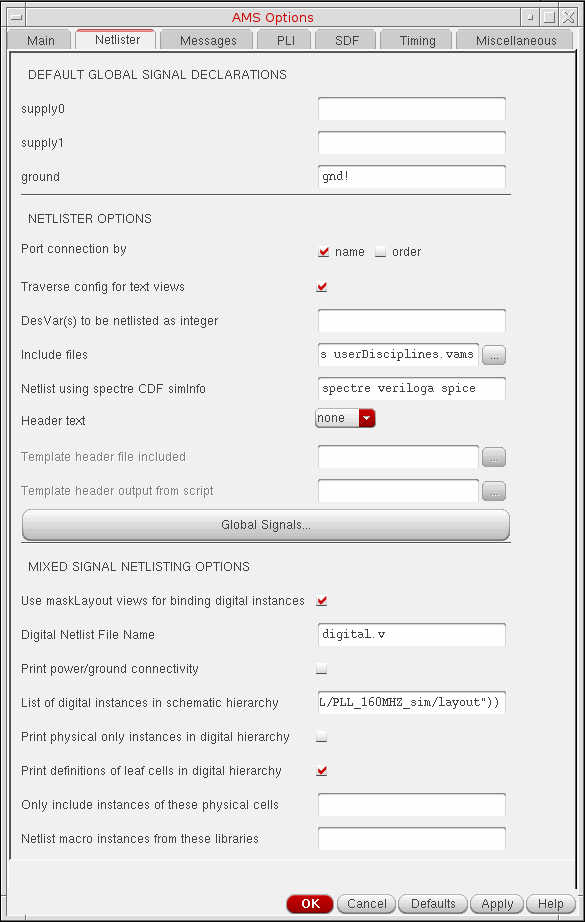 AMS Options
Main Netlister Messages PLI SDF Timing Miscellaneous
DEFAULT GLOBAL SIGNAL DECLARATIONS
supply0
supply1
ground gnd!
NETLISTER OPTIONS
Port connection by name order
Traverse config for text views
DesVar(s) to be netlisted as integer
Include files s userDisciplines.vams ...
Netlist using spectre CDF simInfo spectre veriloga spice
Header text none
Template header file included ...
Template header output from script ...
Global Signals...
MIXED SIGNAL NETLISTING OPTIONS
Use maskLayout views for binding digital instances
Digital Netlist File Name digital.v
Print power/ground connectivity
List of digital instances in schematic hierarchy L/PLL_160MHZ_sim/layout"))
Print physical only instances in digital hierarchy
Print definitions of leaf cells in digital hierarchy
Only include instances of these physical cells
Netlist macro instances from these libraries
OK Cancel Defaults Apply Help